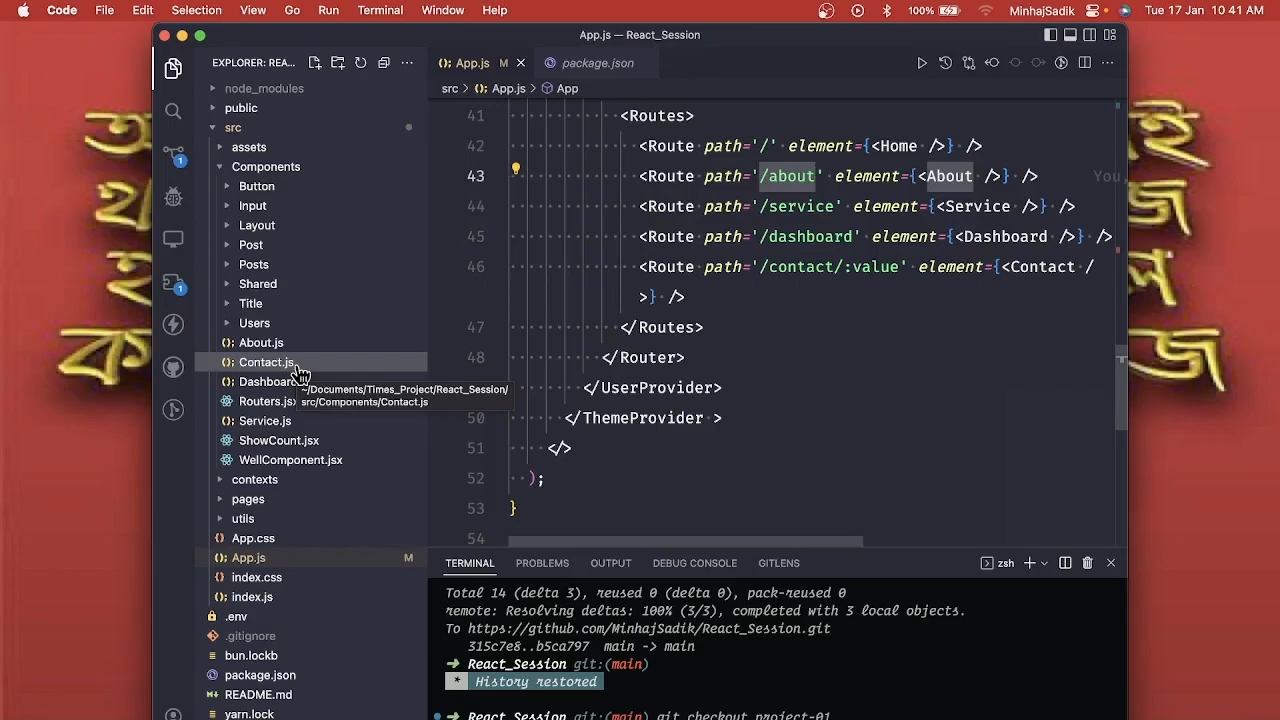 Code File Edit Selection View Go Run Terminal Window Help 100% MinhajSadik Tue 17 Jan 10:41 AM
App.js — React_Session
EXPLORER: REA...
App.js M
package.json
src > App.js > App
node_modules
public
src
assets
Components
Button
Input
Layout
Post
Posts
Shared
Title
Users
About.js
Contact.js
Routers.js
Service.js
ShowCount.jsx
WellComponent.jsx
contexts
pages
utils
App.css
App.js M
index.css
index.js
.env
.gitignore
bun.lockb
package.json
README.md
yarn.lock
~/Documents/Times_Project/React_Session/
src/Components/Contact.js
41 <Routes>
42 <Route path='/' element={<Home />} />
43 <Route path='/about' element={<About />} /> You,
44 <Route path='/service' element={<Service />} />
45 <Route path='/dashboard' element={<Dashboard />} />
46 <Route path='/contact/:value' element={<Contact /
>} />
47 </Routes>
48 </Router>
</UserProvider>
50 </ThemeProvider >
51 </>
52 );
53 }
54
TERMINAL PROBLEMS OUTPUT DEBUG CONSOLE GITLENS zsh
Total 14 (delta 3), reused 0 (delta 0), pack-reused 0
remote: Resolving deltas: 100% (3/3), completed with 3 local objects.
To https://github.com/MinhajSadik/React_Session.git
315c7e8..b5ca797 main -> main
➜ React_Session git:(main)
* History restored
➜ React_Session git:(main) git checkout project-01